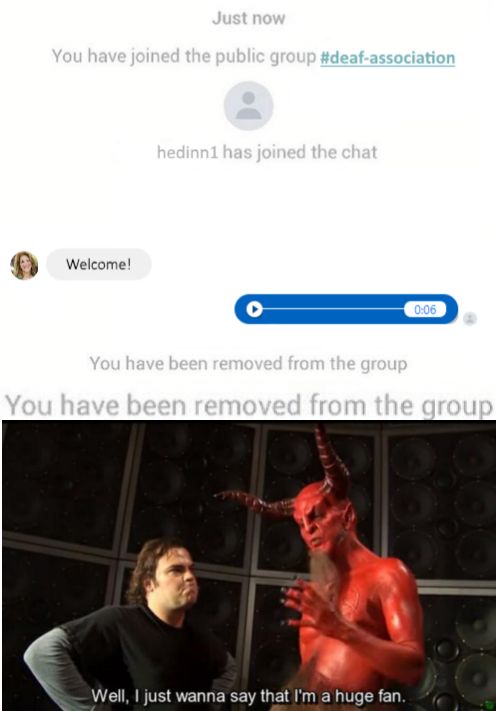 Just now
You have joined the public group #deaf-association
hedinn1 has joined the chat
Welcome!
0:06
You have been removed from the group
You have been removed from the group
Well, I just wanna say that I'm a huge fan.